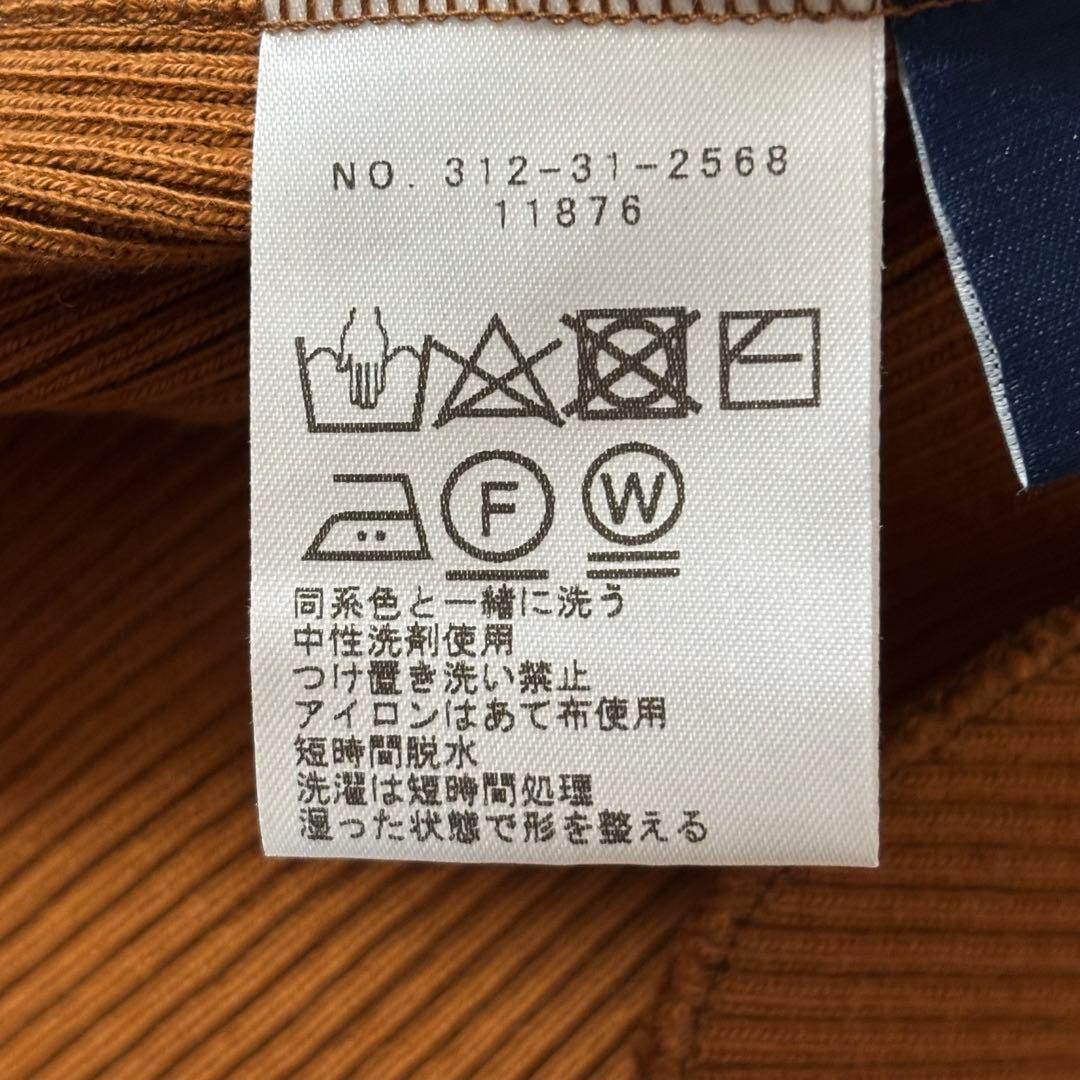 NO. 312-31-2568
11876
F W
同系色と一緒に洗う
中性洗剤使用
つけ置き洗い禁止
アイロンはあて布使用
短時間脱水
洗濯は短時間処理
湿った状態で形を整える